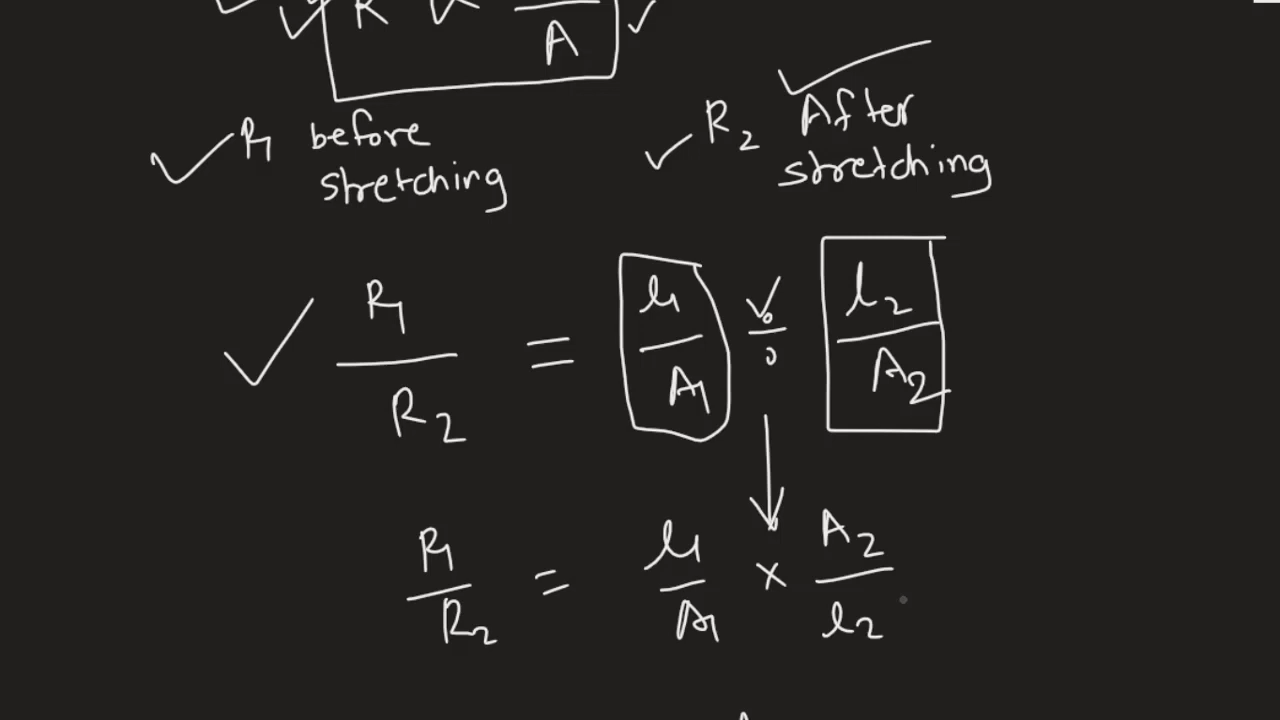 R ∝ —/A
R₁ before stretching
R₂ After stretching
R₁/R₂ = l₁/A₁ ÷ l₂/A₂
R₁/R₂ = l₁/A₁ × A₂/l₂